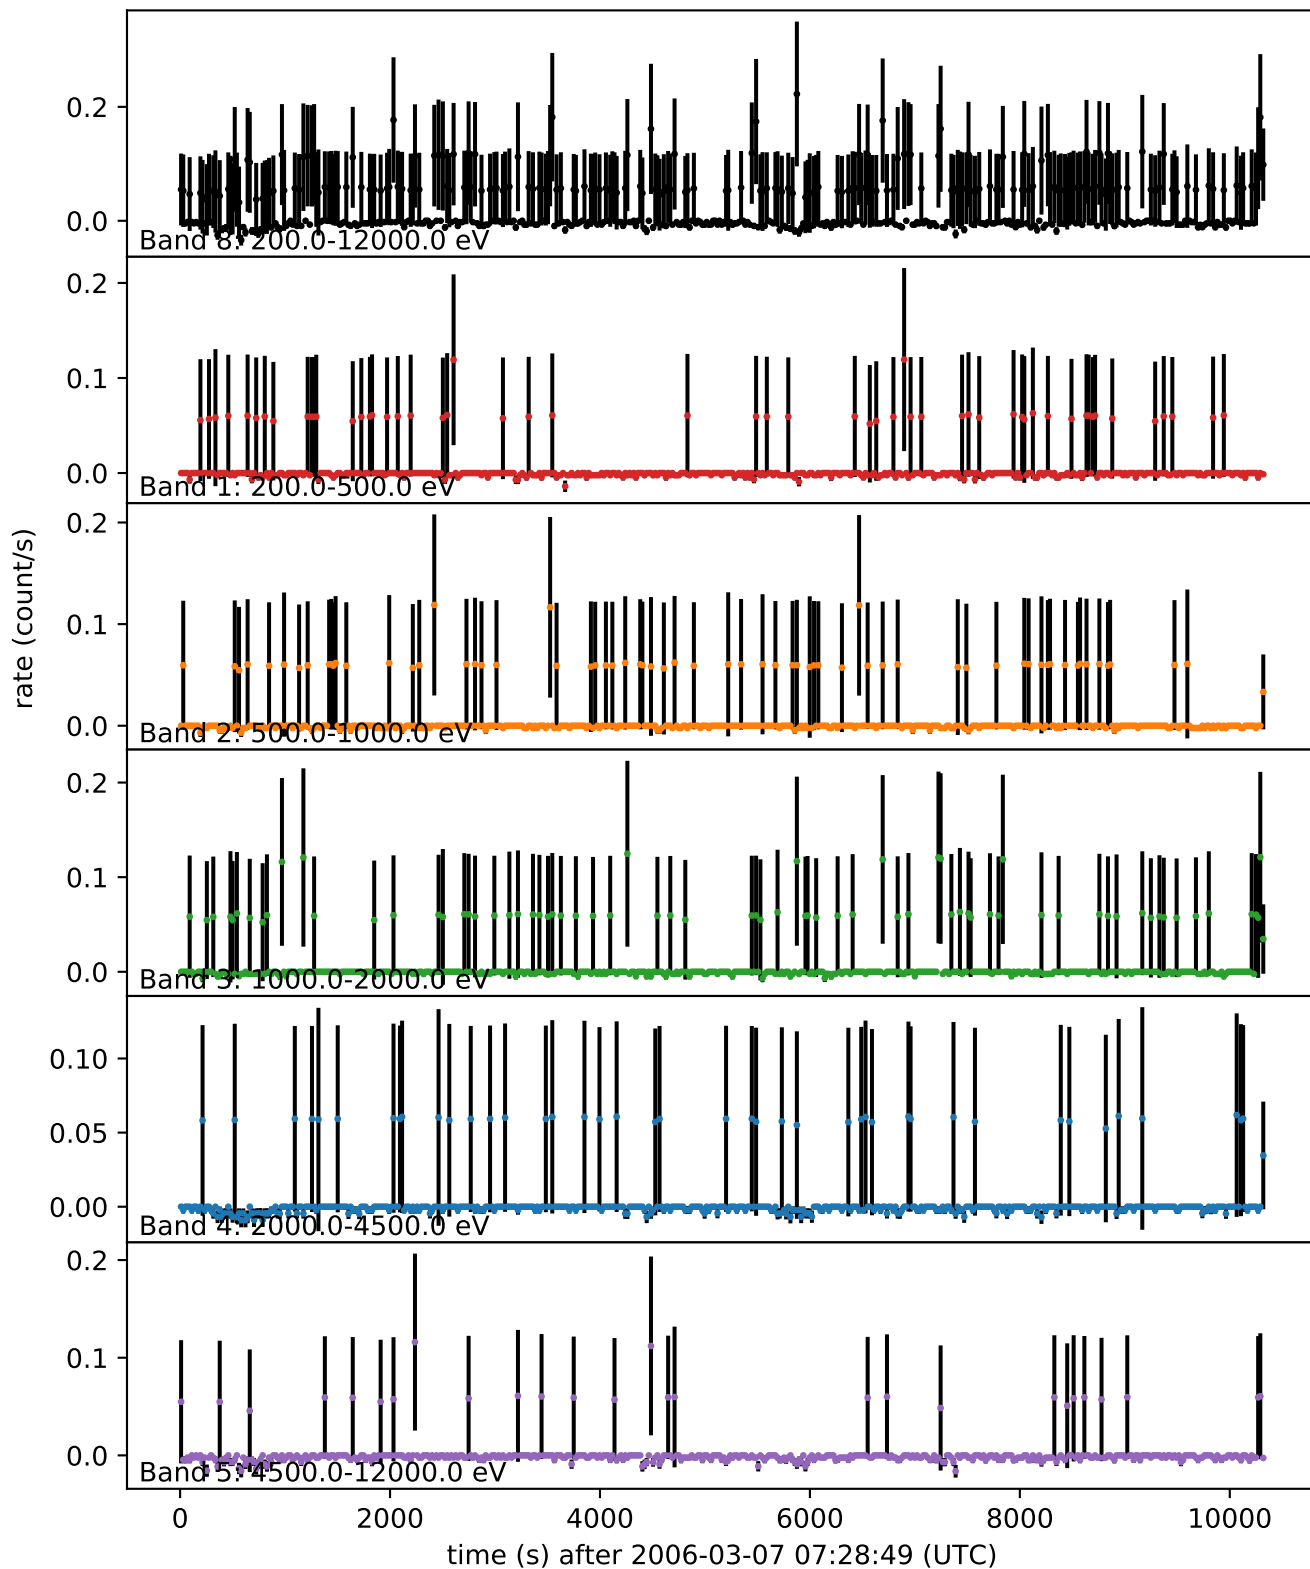 0.2
0.0
Band 8: 200.0-12000.0 eV
0.2
0.1
0.0
Band 1: 200.0-500.0 eV
rate (count/s)
0.2
0.1
0.0
Band 2: 500.0-1000.0 eV
0.2
0.1
0.0
Band 3: 1000.0-2000.0 eV
0.10
0.05
0.00
Band 4: 2000.0-4500.0 eV
0.2
0.1
0.0
Band 5: 4500.0-12000.0 eV
0 2000 4000 6000 8000 10000
time (s) after 2006-03-07 07:28:49 (UTC)